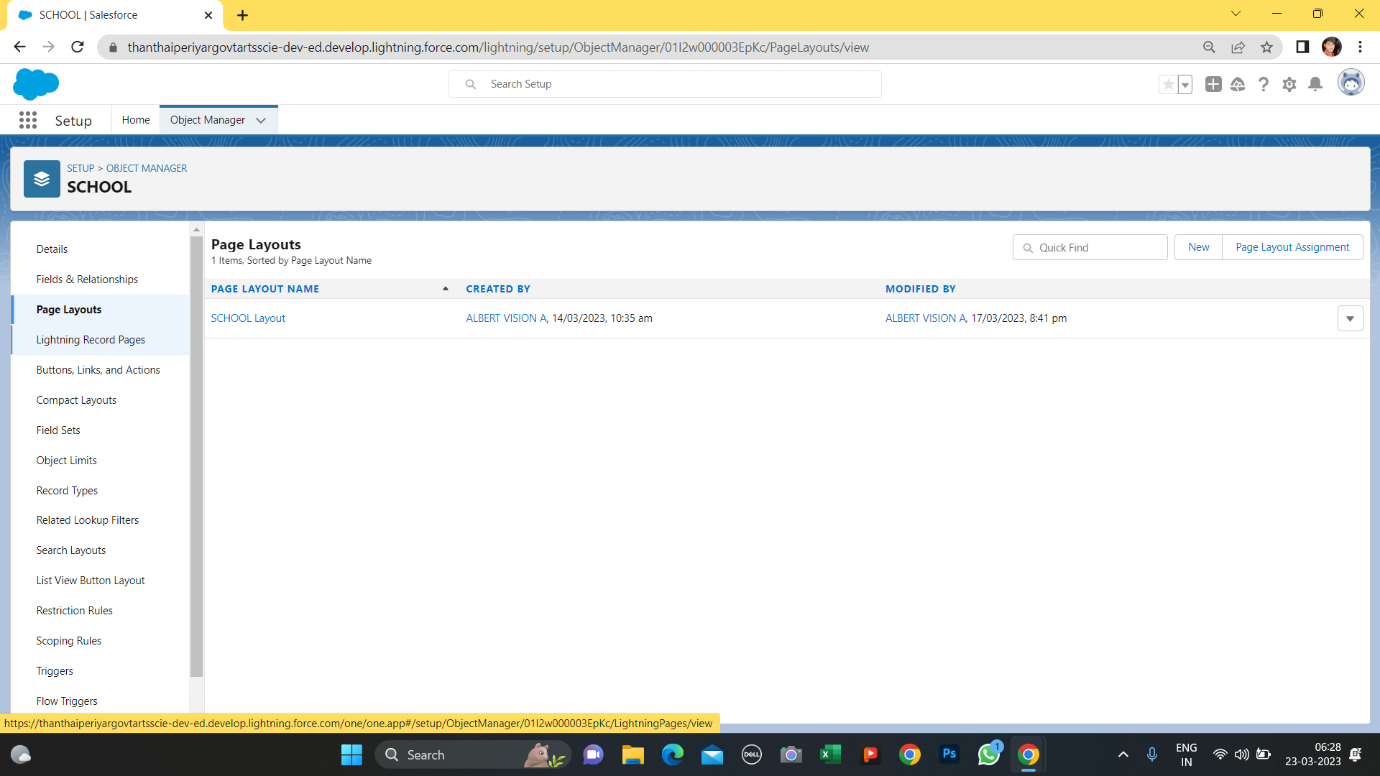 SCHOOL | Salesforce
thanthaiperiyargovtartsscie-dev-ed.develop.lightning.force.com/lightning/setup/ObjectManager/01I2w000003EpKc/PageLayouts/view
Search Setup
Setup
Home
Object Manager
SETUP > OBJECT MANAGER
SCHOOL
Details
Fields & Relationships
Page Layouts
Lightning Record Pages
Buttons, Links, and Actions
Compact Layouts
Field Sets
Object Limits
Record Types
Related Lookup Filters
Search Layouts
List View Button Layout
Restriction Rules
Scoping Rules
Triggers
Flow Triggers
Page Layouts
1 Items, Sorted by Page Layout Name
Quick Find
New
Page Layout Assignment
PAGE LAYOUT NAME CREATED BY MODIFIED BY
SCHOOL Layout ALBERT VISION A, 14/03/2023, 10:35 am ALBERT VISION A, 17/03/2023, 8:41 pm
https://thanthaiperiyargovtartsscie-dev-ed.develop.lightning.force.com/one/one.app#/setup/ObjectManager/01I2w000003EpKc/LightningPages/view
Search
DELL
Ps
1
ENG
IN
06:28
23-03-2023